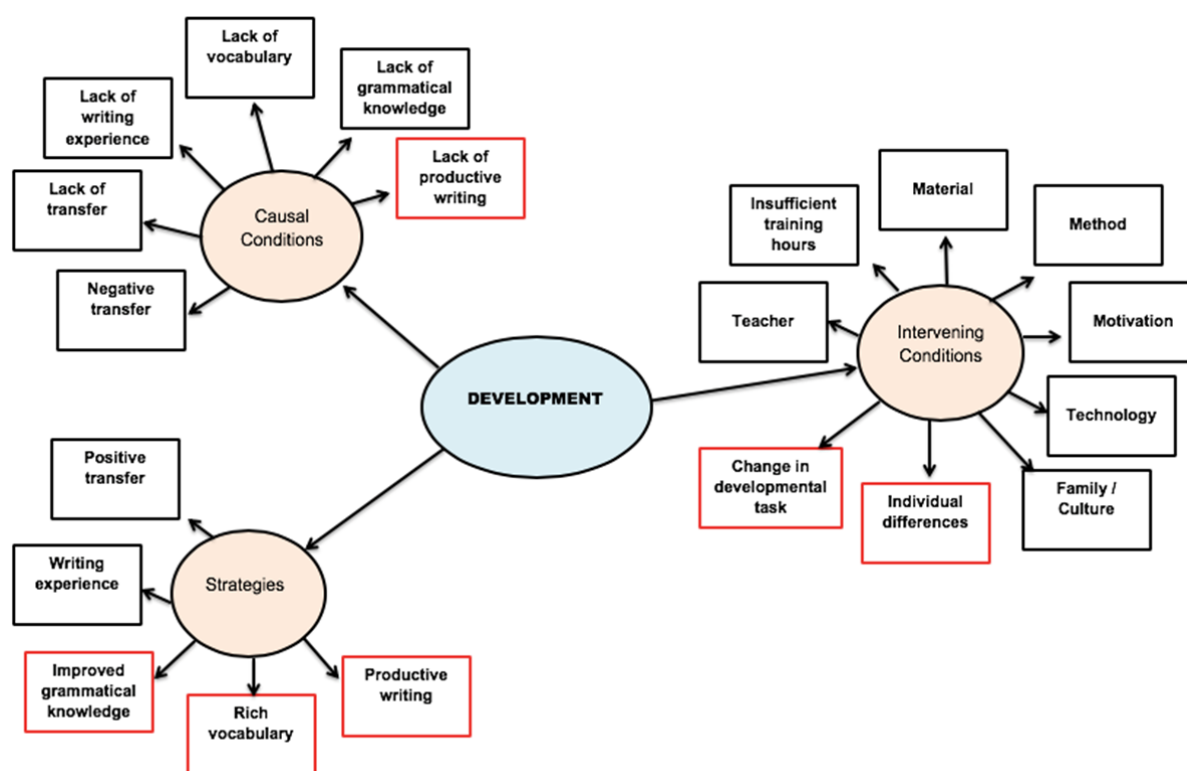 Lack of
vocabulary
Lack of
grammatical
knowledge
Lack of
writing
experience
Lack of
productive
writing
Lack of
transfer
Causal
Conditions
Negative
transfer
Material
Insufficient
training
hours
Method
Teacher
Intervening
Conditions
Motivation
Technology
Change in
developmental
task
Individual
differences
Family /
Culture
DEVELOPMENT
Positive
transfer
Writing
experience
Strategies
Improved
grammatical
knowledge
Rich
vocabulary
Productive
writing